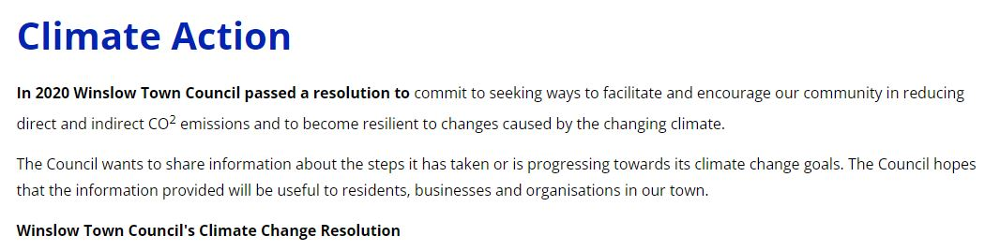 Climate Action
In 2020 Winslow Town Council passed a resolution to commit to seeking ways to facilitate and encourage our community in reducing
direct and indirect CO² emissions and to become resilient to changes caused by the changing climate.
The Council wants to share information about the steps it has taken or is progressing towards its climate change goals. The Council hopes
that the information provided will be useful to residents, businesses and organisations in our town.
Winslow Town Council's Climate Change Resolution